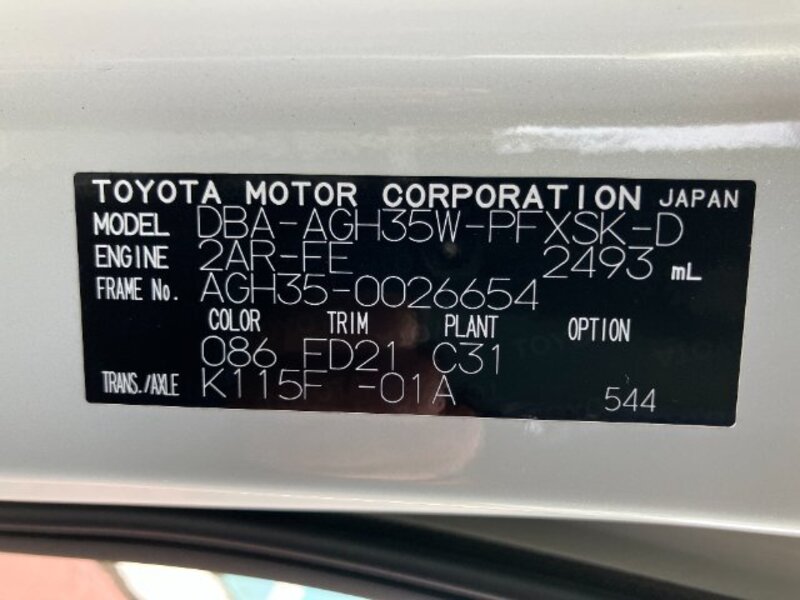 TOYOTA MOTOR CORPORATION JAPAN
MODEL DBA-AGH35W-PFXSK-D
ENGINE 2AR-FE 2493 mL
FRAME No. AGH35-0026654
COLOR TRIM PLANT OPTION
086 FD21 C31
TRANS./AXLE K115F -01A 544